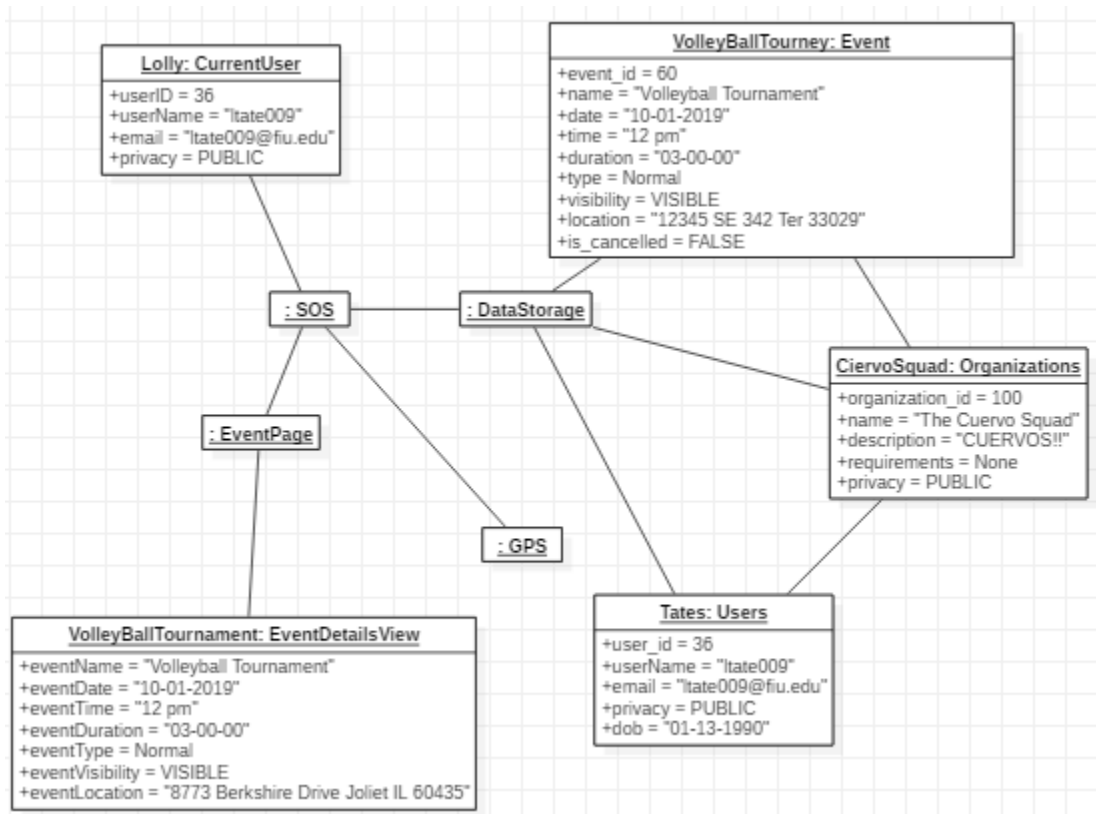 Lolly: CurrentUser
+userID = 36
+userName = "ltate009"
+email = "ltate009@fiu.edu"
+privacy = PUBLIC
VolleyBallTourney: Event
+event_id = 60
+name = "Volleyball Tournament"
+date = "10-01-2019"
+time = "12 pm"
+duration = "03-00-00"
+type = Normal
+visibility = VISIBLE
+location = "12345 SE 342 Ter 33029"
+is_cancelled = FALSE
: SOS
: DataStorage
CiervoSquad: Organizations
+organization_id = 100
+name = "The Cuervo Squad"
+description = "CUERVOS!!"
+requirements = None
+privacy = PUBLIC
: EventPage
: GPS
Tates: Users
+user_id = 36
+userName = "ltate009"
+email = "ltate009@fiu.edu"
+privacy = PUBLIC
+dob = "01-13-1990"
VolleyBallTournament: EventDetailsView
+eventName = "Volleyball Tournament"
+eventDate = "10-01-2019"
+eventTime = "12 pm"
+eventDuration = "03-00-00"
+eventType = Normal
+eventVisibility = VISIBLE
+eventLocation = "8773 Berkshire Drive Joliet IL 60435"